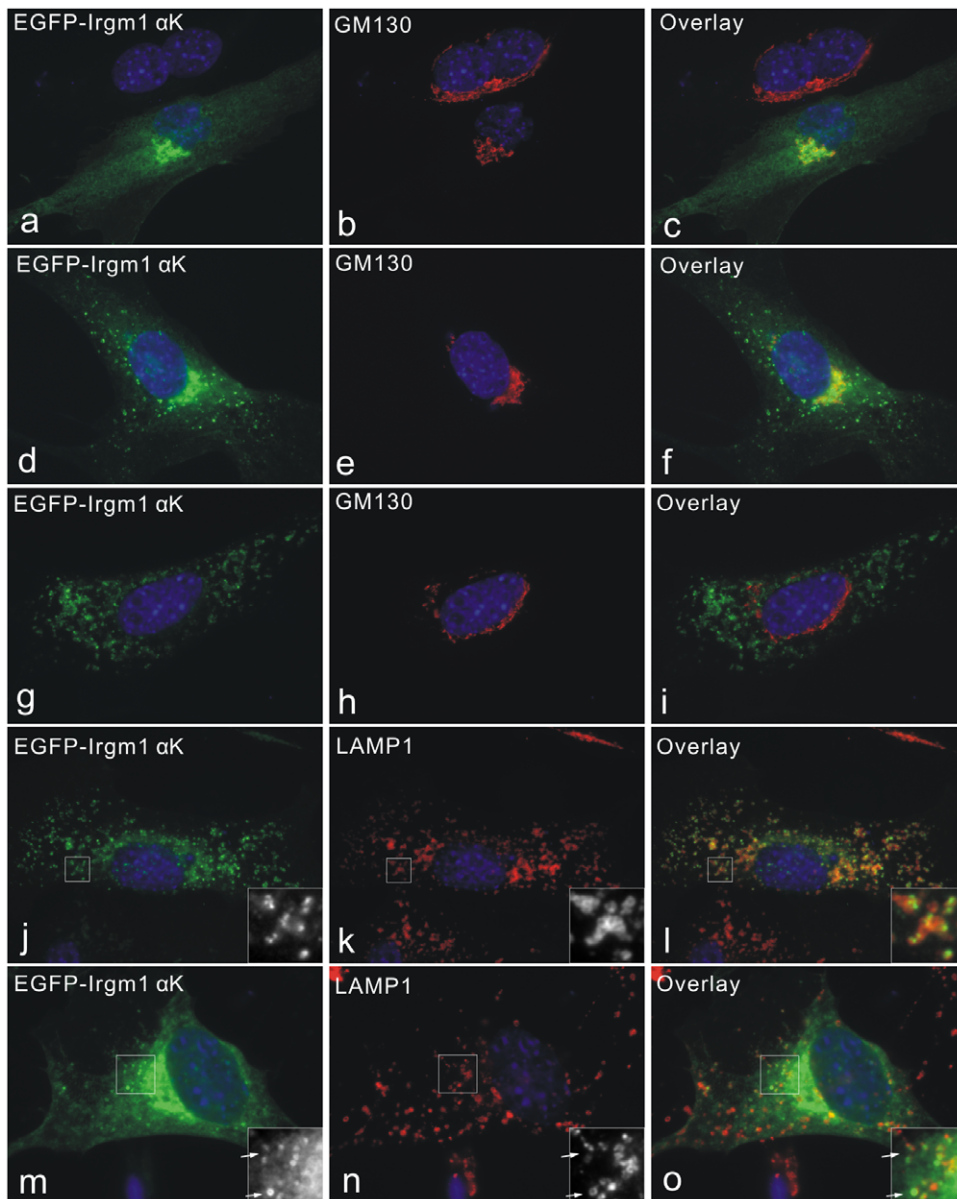 EGFP-Irgm1 αK GM130 Overlay
a b c
EGFP-Irgm1 αK GM130 Overlay
d e f
EGFP-Irgm1 αK GM130 Overlay
g h i
EGFP-Irgm1 αK LAMP1 Overlay
j k l
EGFP-Irgm1 αK LAMP1 Overlay
m n o